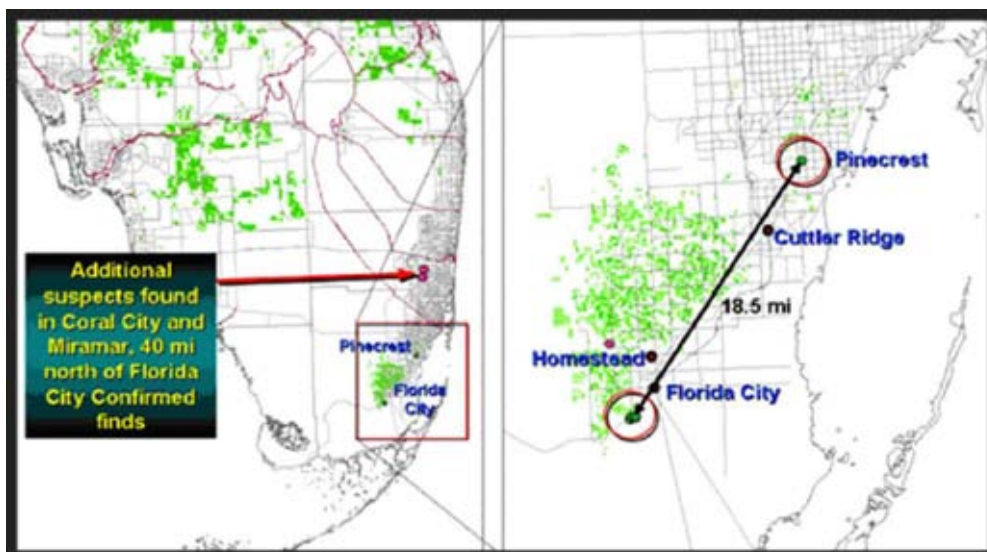 Additional
suspects found
in Coral City and
Miramar, 40 mi
north of Florida
City Confirmed
finds
Pinecrest
Florida
City
Pinecrest
Cuttler Ridge
18.5 mi
Homestead
Florida City